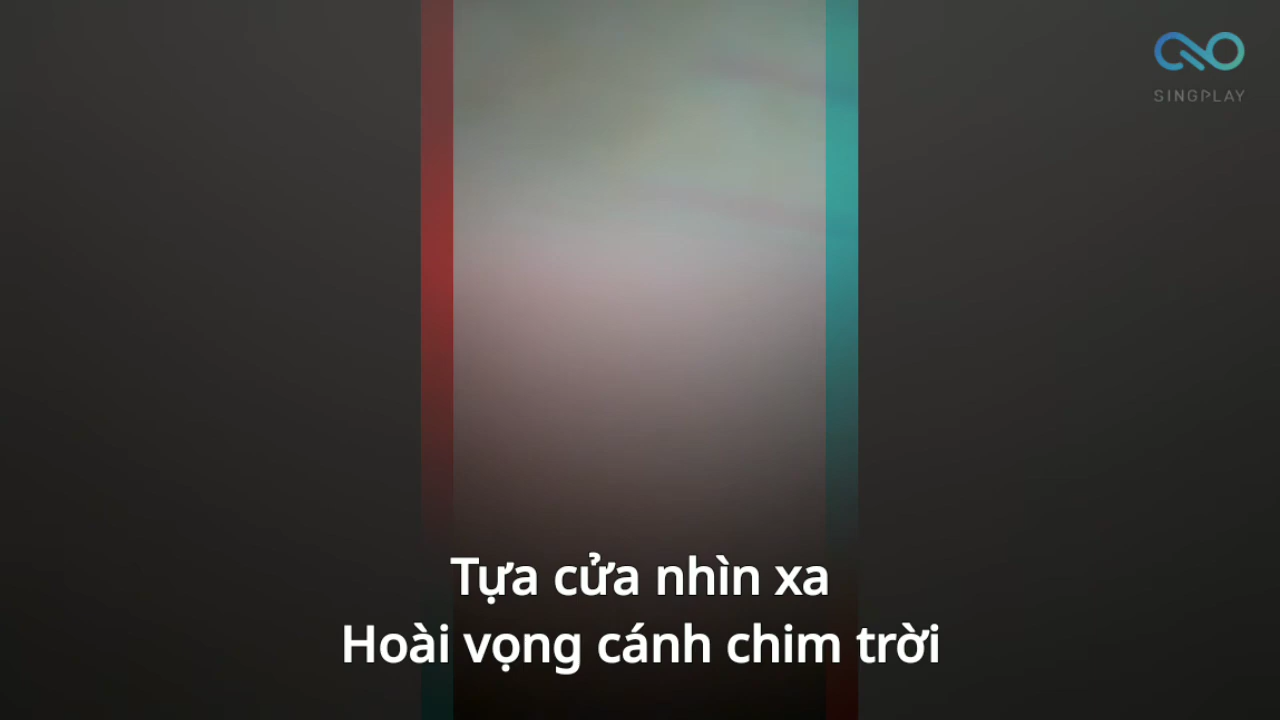 SINGPLAY
Tựa cửa nhìn xa
Hoài vọng cánh chim trời